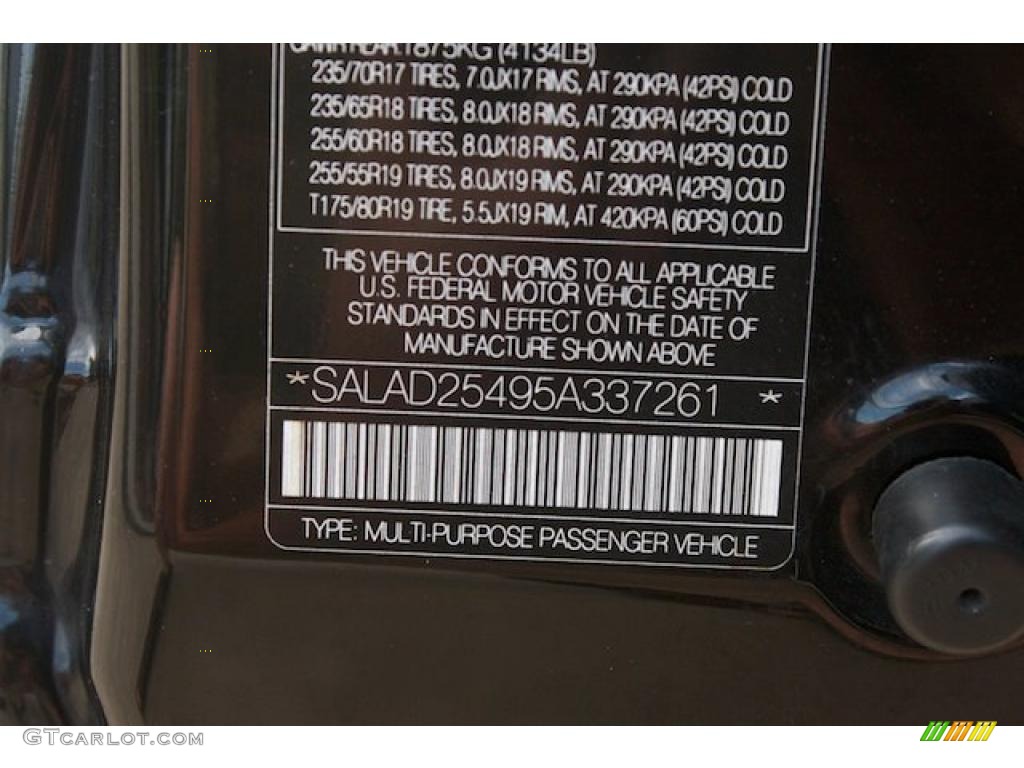 GAWR REAR: 1875KG (4134LB)
235/70R17 TIRES, 7.0JX17 RIMS, AT 290KPA (42PSI) COLD
235/65R18 TIRES, 8.0JX18 RIMS, AT 290KPA (42PSI) COLD
255/60R18 TIRES, 8.0JX18 RIMS, AT 290KPA (42PSI) COLD
255/55R19 TIRES, 8.0JX19 RIMS, AT 290KPA (42PSI) COLD
T175/80R19 TIRE, 5.5JX19 RIM, AT 420KPA (60PSI) COLD
THIS VEHICLE CONFORMS TO ALL APPLICABLE
U.S. FEDERAL MOTOR VEHICLE SAFETY
STANDARDS IN EFFECT ON THE DATE OF
MANUFACTURE SHOWN ABOVE
*SALAD25495A337261 *
TYPE: MULTI-PURPOSE PASSENGER VEHICLE
GTCARLOT.COM